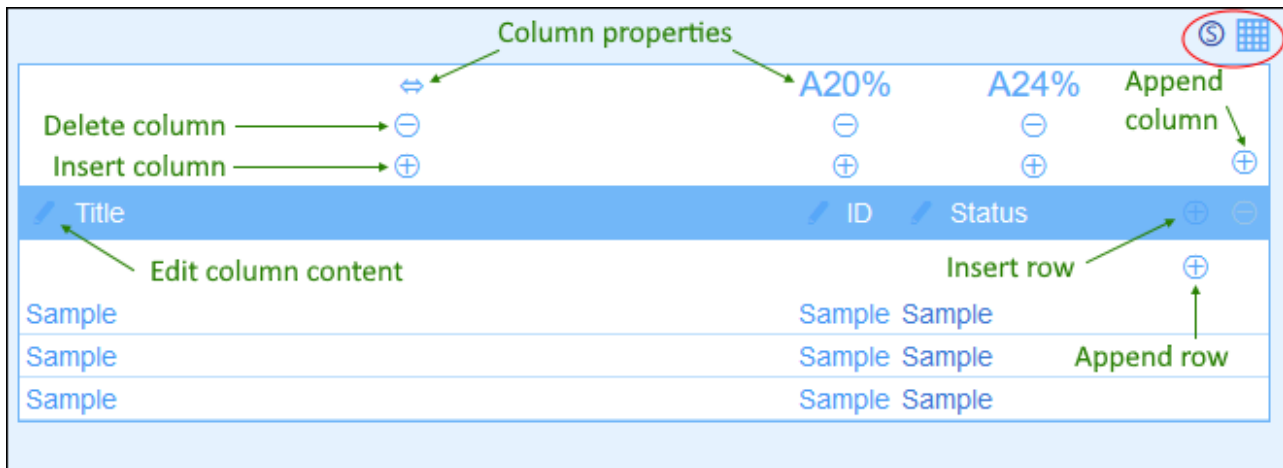 Column properties
S
A20% A24% Append
Delete column column
Insert column
Title ID Status
Edit column content Insert row
Sample Sample Sample
Sample Sample Sample Append row
Sample Sample Sample